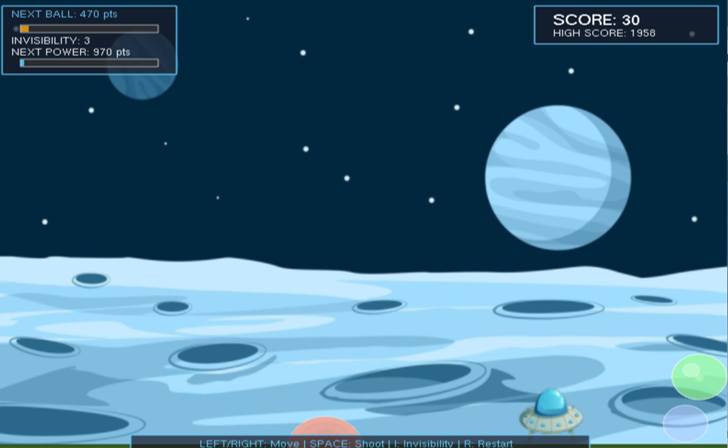 NEXT BALL: 470 pts
INVISIBILITY: 3
NEXT POWER: 970 pts
SCORE: 30
HIGH SCORE: 1958
LEFT/RIGHT: Move | SPACE: Shoot | I: Invisibility | R: Restart